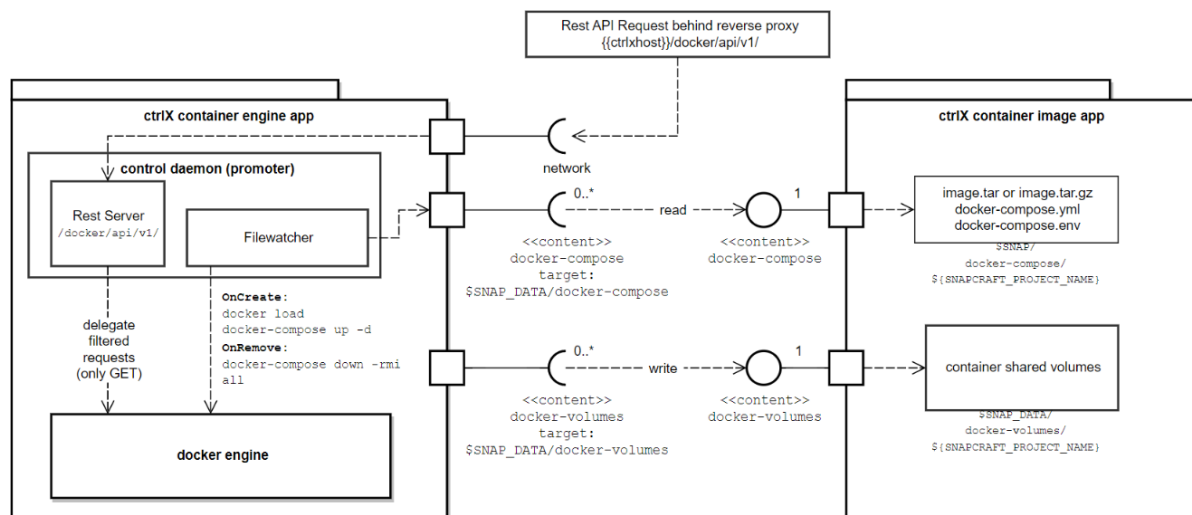 Rest API Request behind reverse proxy
{{ctrlxhost}}/docker/api/v1/
ctrlX container engine app
control daemon (promoter)
Rest Server
/docker/api/v1/
Filewatcher
delegate
filtered
requests
(only GET)
OnCreate:
docker load
docker-compose up -d
OnRemove:
docker-compose down -rmi
all
docker engine
network
0..*
read
1
<<content>>
docker-compose
target:
$SNAP_DATA/docker-compose
<<content>>
docker-compose
0..*
write
1
<<content>>
docker-volumes
target:
$SNAP_DATA/docker-volumes
<<content>>
docker-volumes
ctrlX container image app
image.tar or image.tar.gz
docker-compose.yml
docker-compose.env
$SNAP/
docker-compose/
${SNAPCRAFT_PROJECT_NAME}
container shared volumes
$SNAP_DATA/
docker-volumes/
${SNAPCRAFT_PROJECT_NAME}